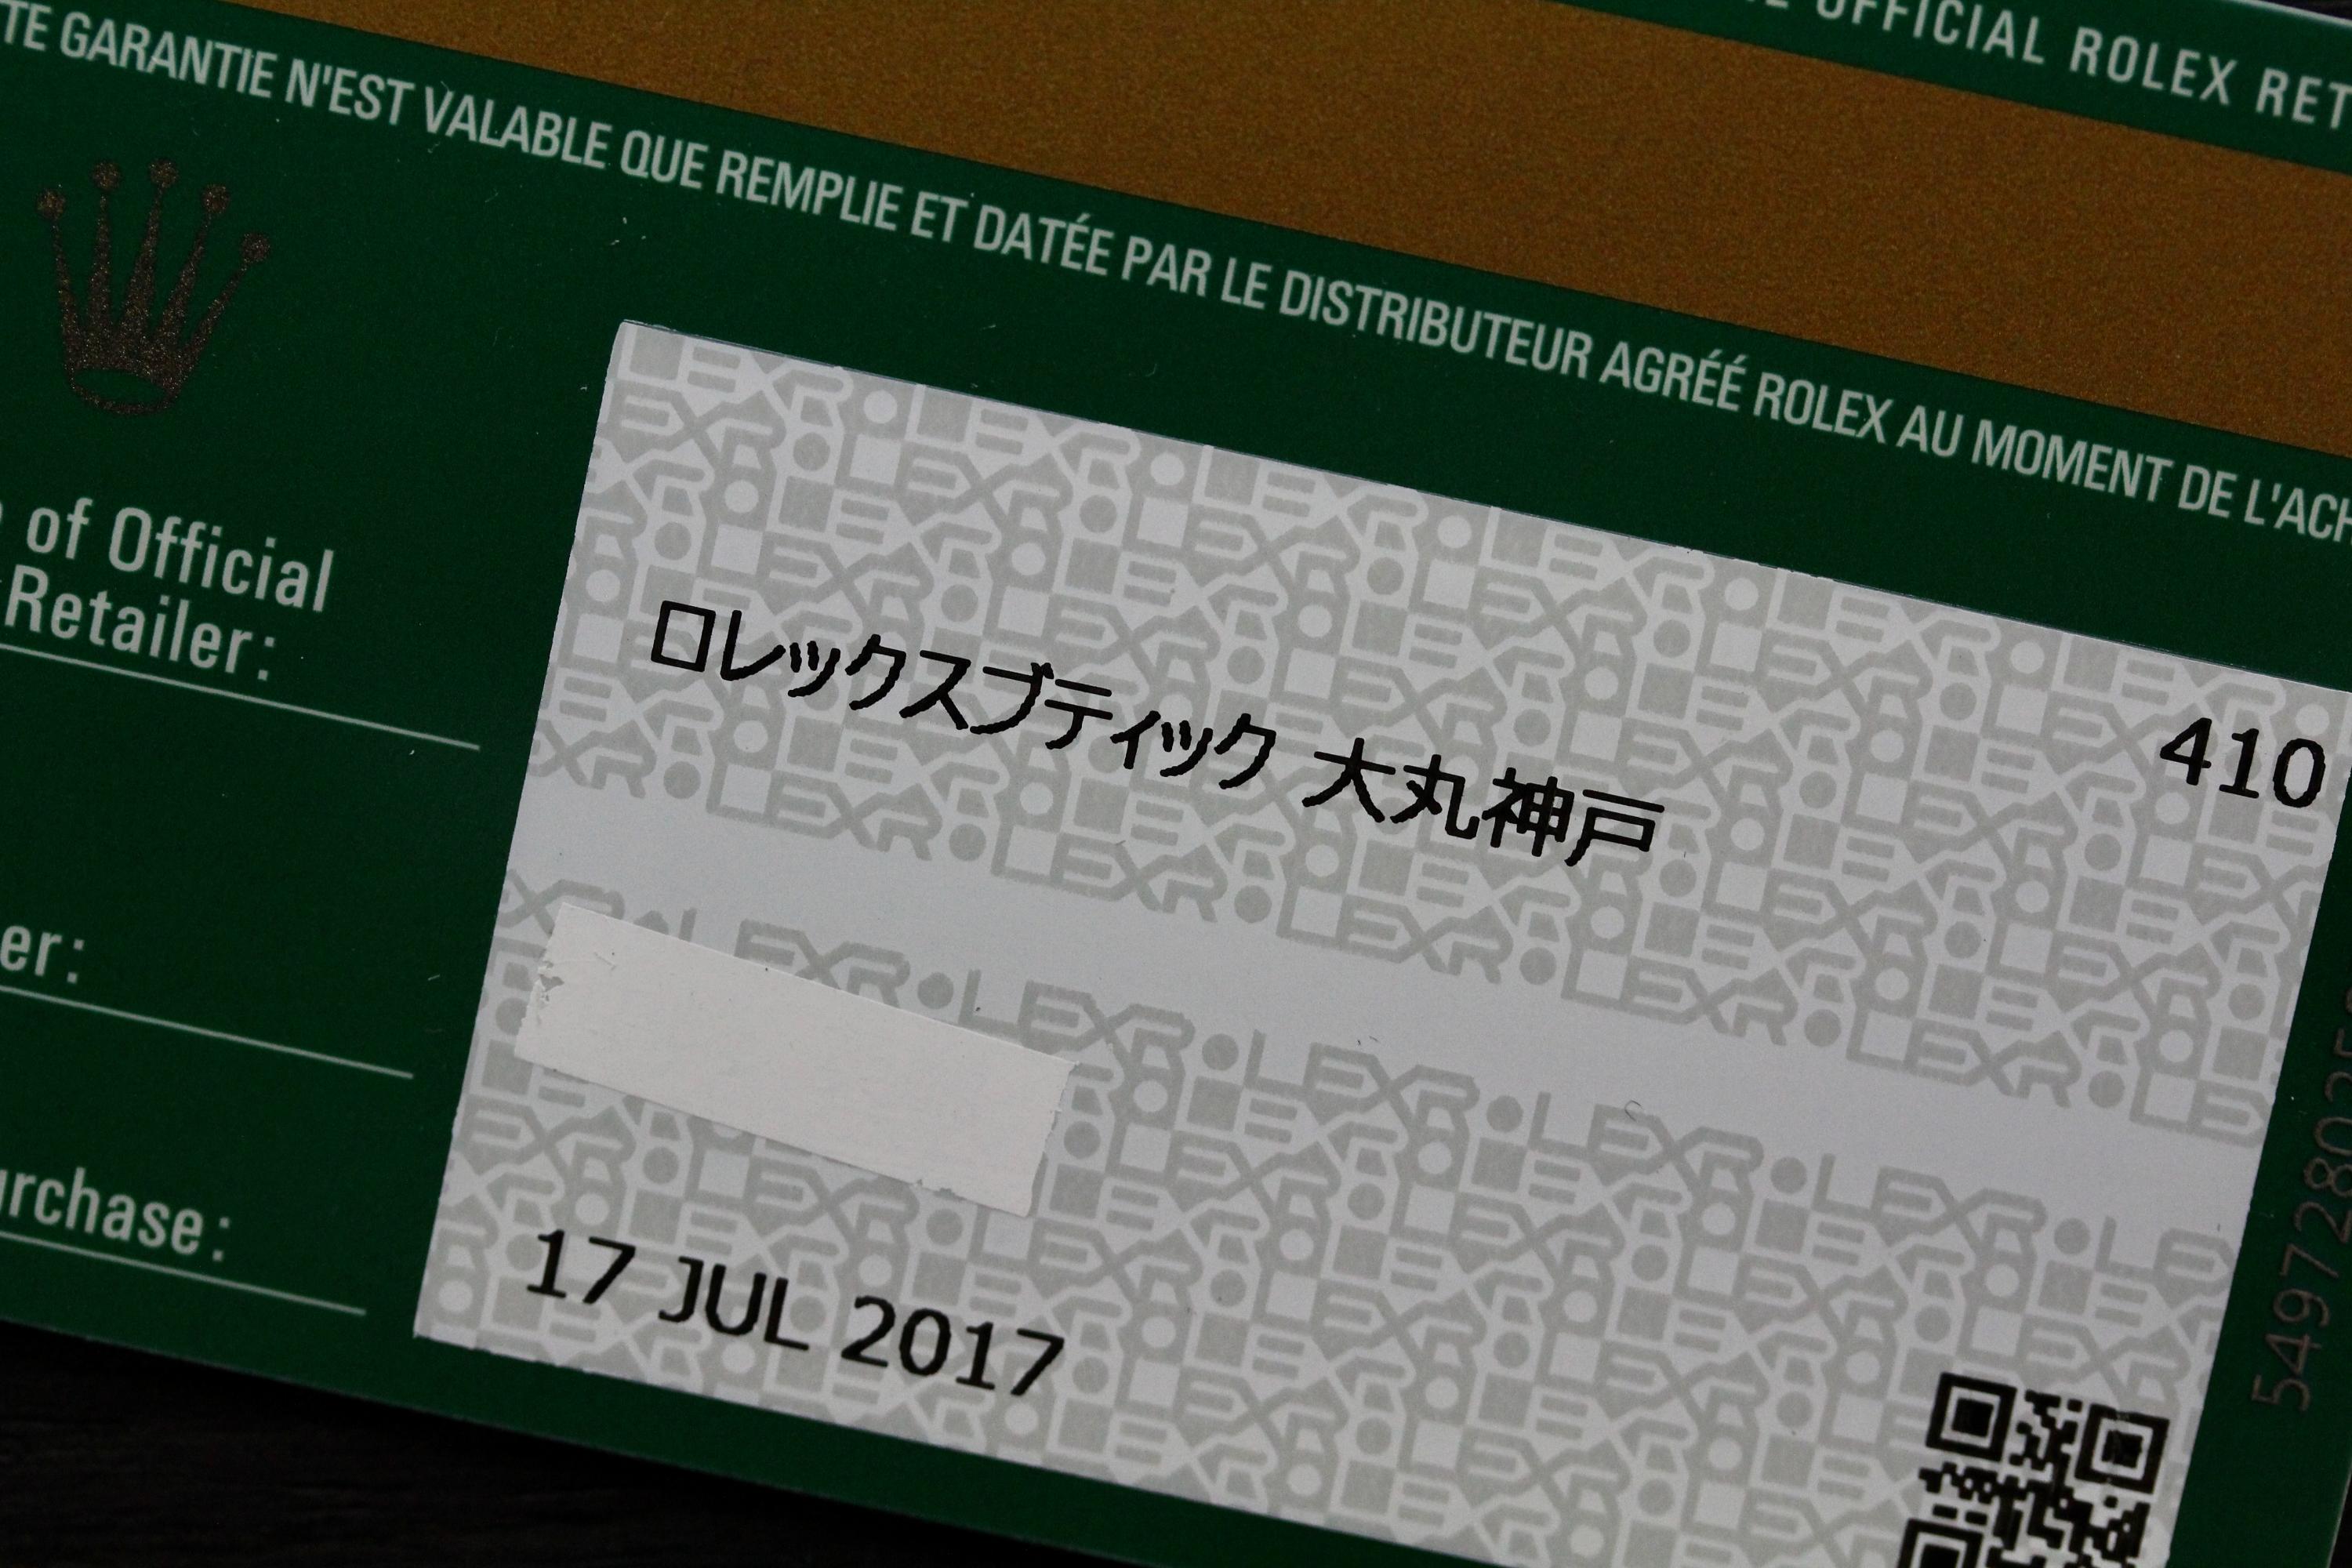 OFFICIAL ROLEX RET
TE GARANTIE N'EST VALABLE QUE REMPLIE ET DATÉE PAR LE DISTRIBUTEUR AGRÉÉ ROLEX AU MOMENT DE L'ACH
of Official
Retailer:
ロレックスブティック 大丸神戸
410
er:
urchase:
17 JUL 2017
5497280